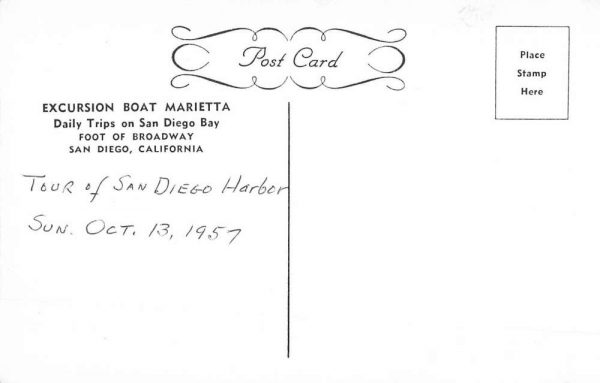 Post Card
Place
Stamp
Here
EXCURSION BOAT MARIETTA
Daily Trips on San Diego Bay
FOOT OF BROADWAY
SAN DIEGO, CALIFORNIA
Tour of San Diego Harbor
Sun. Oct. 13, 1957